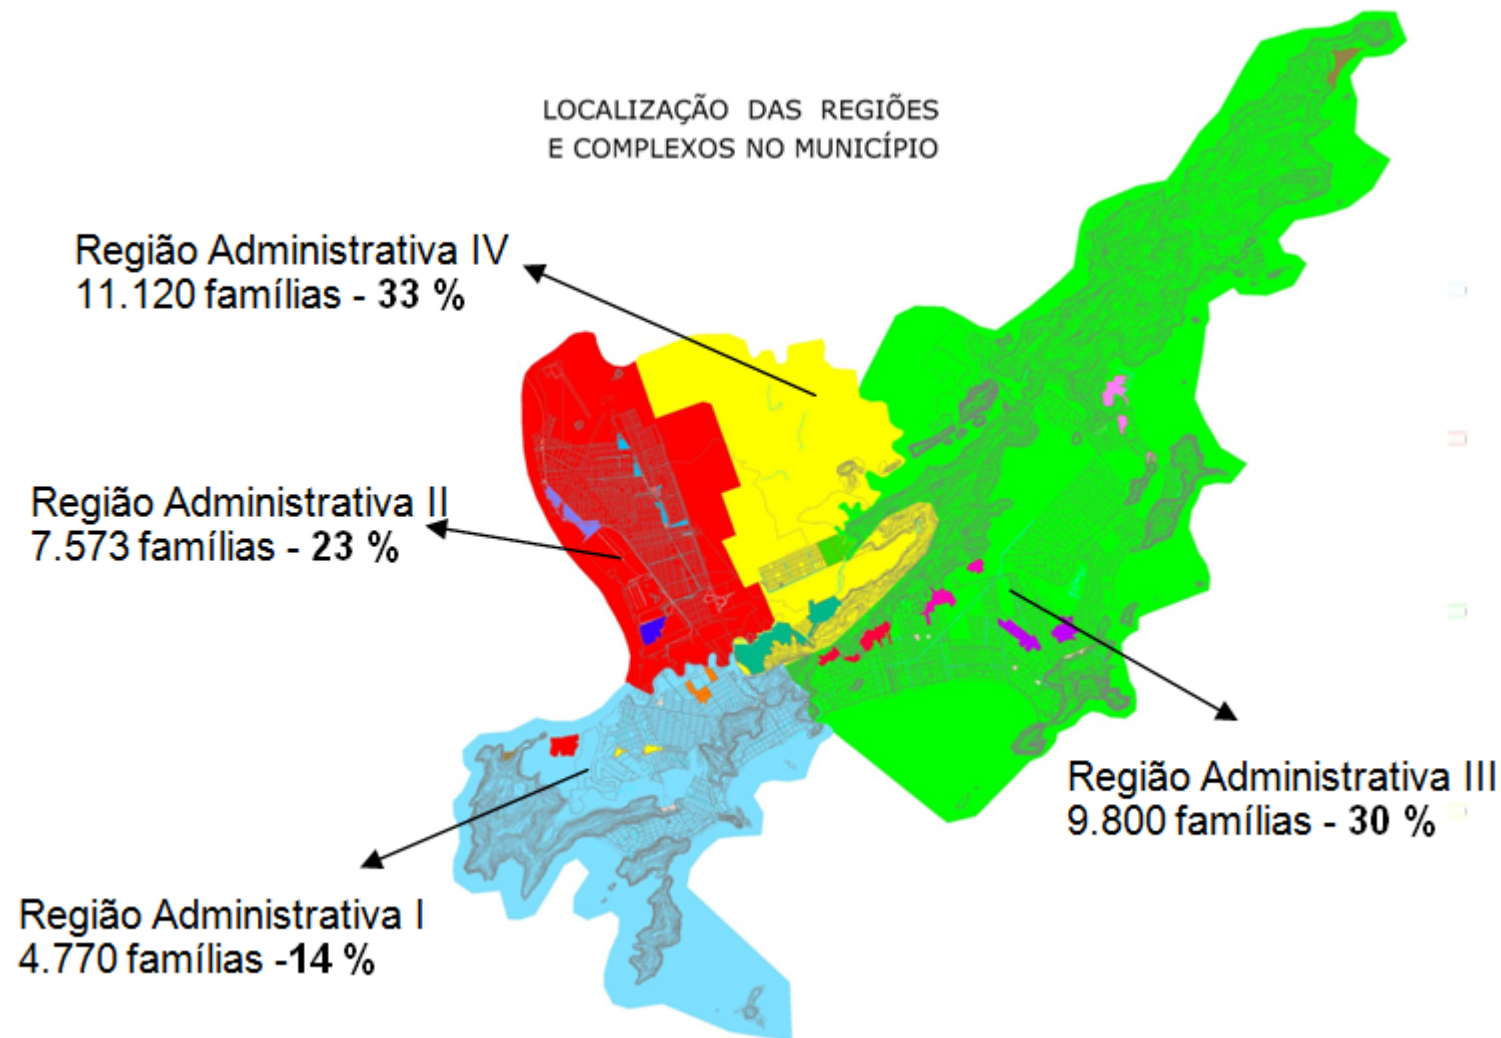 LOCALIZAÇÃO DAS REGIÕES
E COMPLEXOS NO MUNICÍPIO
Região Administrativa IV
11.120 famílias - 33 %
Região Administrativa II
7.573 famílias - 23 %
Região Administrativa III
9.800 famílias - 30 %
Região Administrativa I
4.770 famílias -14 %